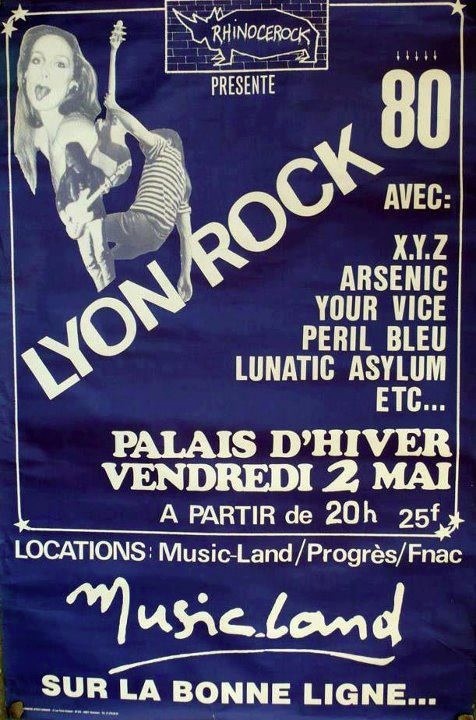 RHINOCEROCK
PRESENTE
80
LYON ROCK
AVEC:
X.Y.Z
ARSENIC
YOUR VICE
PERIL BLEU
LUNATIC ASYLUM
ETC...
PALAIS D'HIVER
VENDREDI 2 MAI
A PARTIR de 20h 25f
LOCATIONS: Music-Land/Progrès/Fnac
Music-Land
SUR LA BONNE LIGNE...